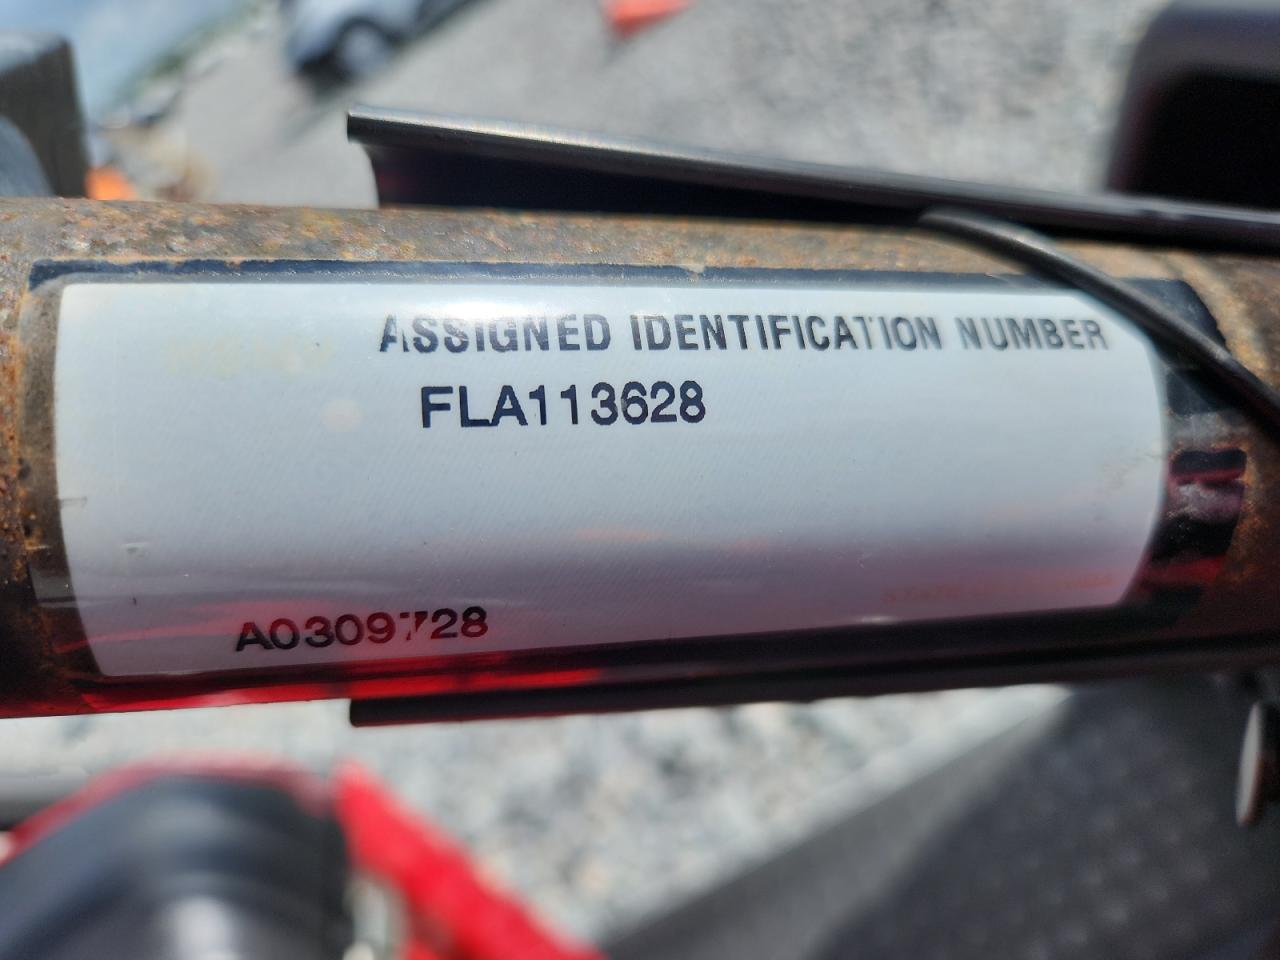 ASSIGNED IDENTIFICATION NUMBER
FLA113628
A0309728